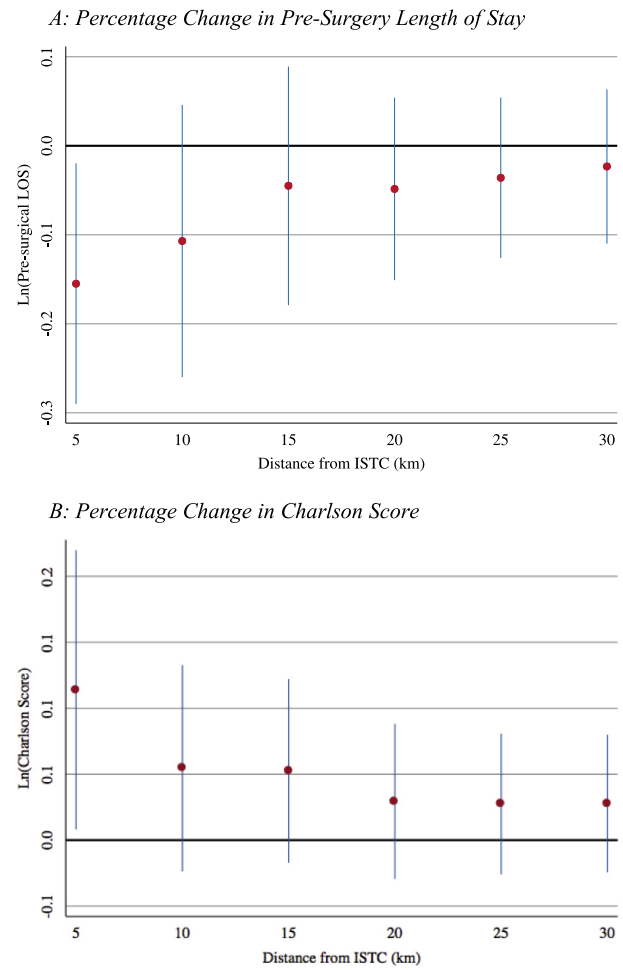 A: Percentage Change in Pre-Surgery Length of Stay
0.1
0.0
-0.1
-0.2
-0.3
Ln(Pre-surgical LOS)
5 10 15 20 25 30
Distance from ISTC (km)
B: Percentage Change in Charlson Score
0.2
0.1
0.1
0.1
0.0
-0.1
Ln(Charlson Score)
5 10 15 20 25 30
Distance from ISTC (km)